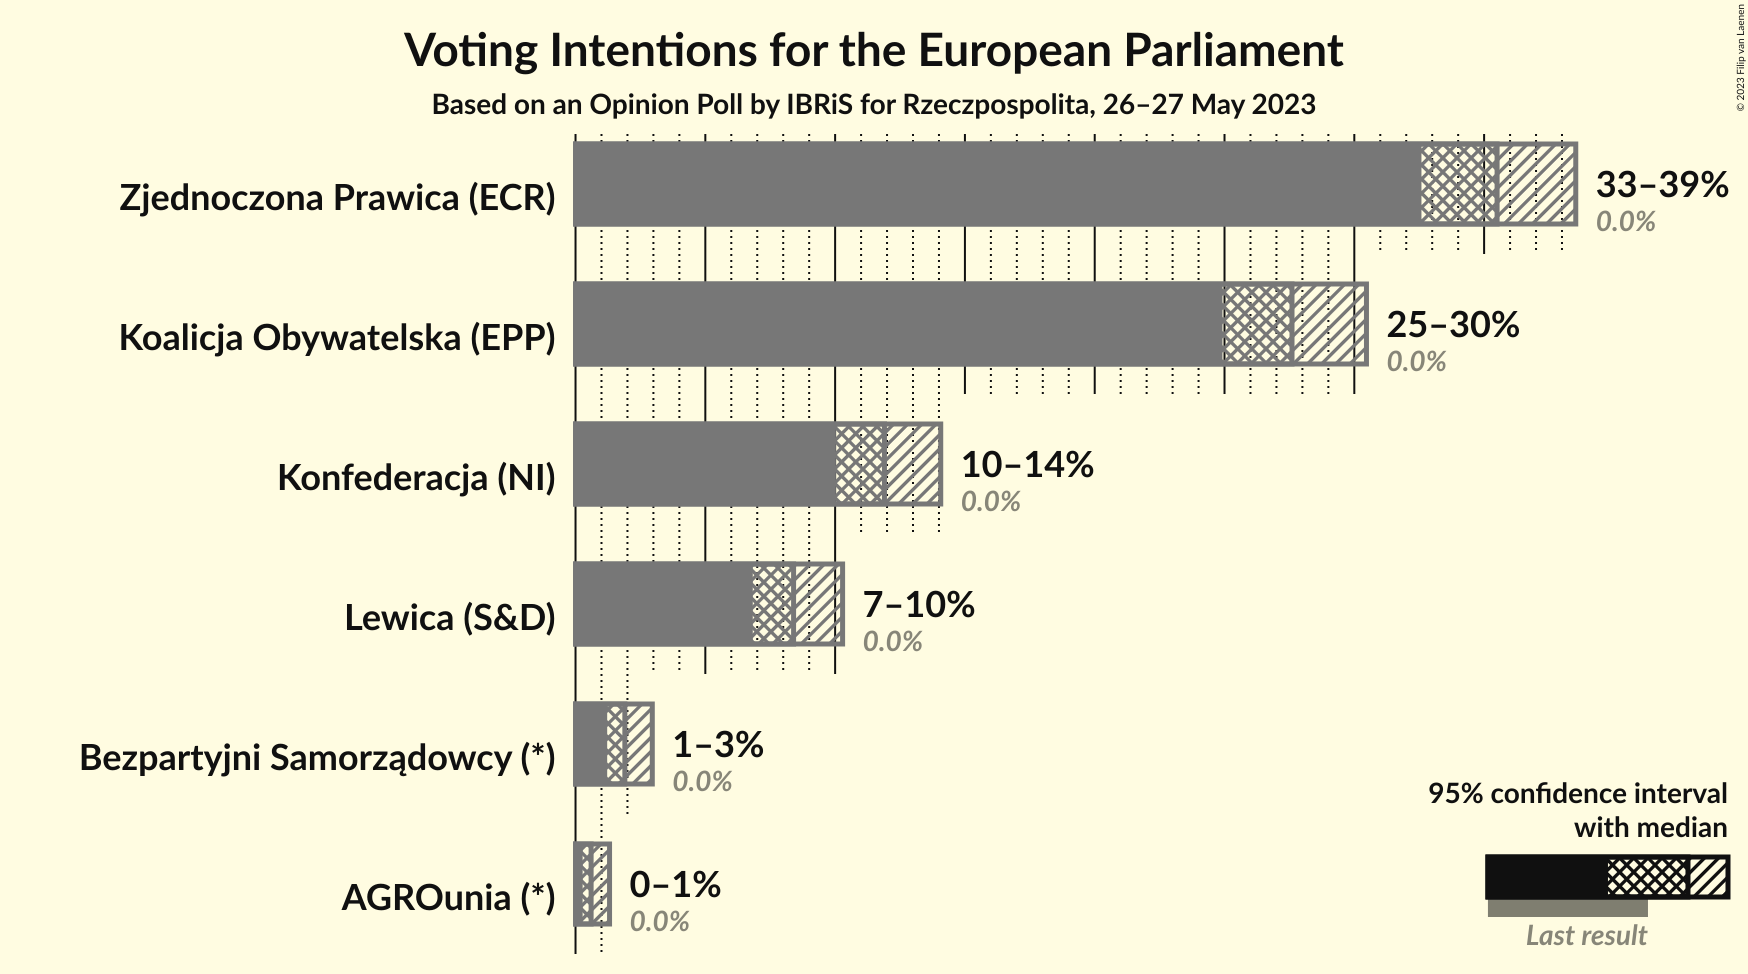 Voting Intentions for the European Parliament
Based on an Opinion Poll by IBRiS for Rzeczpospolita, 26–27 May 2023
© 2023 Filip van Laenen
Zjednoczona Prawica (ECR)
33–39%
0.0%
Koalicja Obywatelska (EPP)
25–30%
0.0%
Konfederacja (NI)
10–14%
0.0%
Lewica (S&D)
7–10%
0.0%
Bezpartyjni Samorządowcy (*)
1–3%
0.0%
AGROunia (*)
0–1%
0.0%
95% confidence interval
with median
Last result